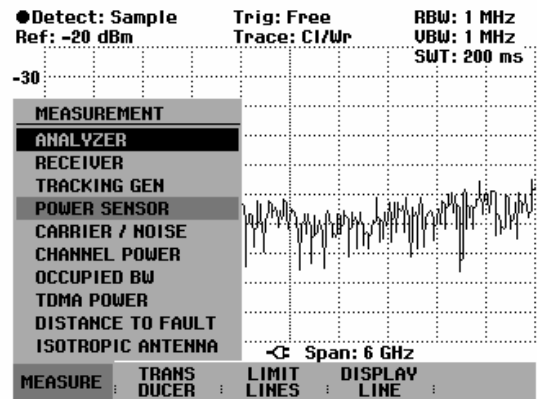 ●Detect: Sample Trig: Free RBW: 1 MHz
Ref: -20 dBm Trace: Cl/Wr VBW: 1 MHz
SWT: 200 ms
-30
MEASUREMENT
ANALYZER
RECEIVER
TRACKING GEN
POWER SENSOR
CARRIER / NOISE
CHANNEL POWER
OCCUPIED BW
TDMA POWER
DISTANCE TO FAULT
ISOTROPIC ANTENNA
Span: 6 GHz
MEASURE
TRANS
DUCER
LIMIT
LINES
DISPLAY
LINE